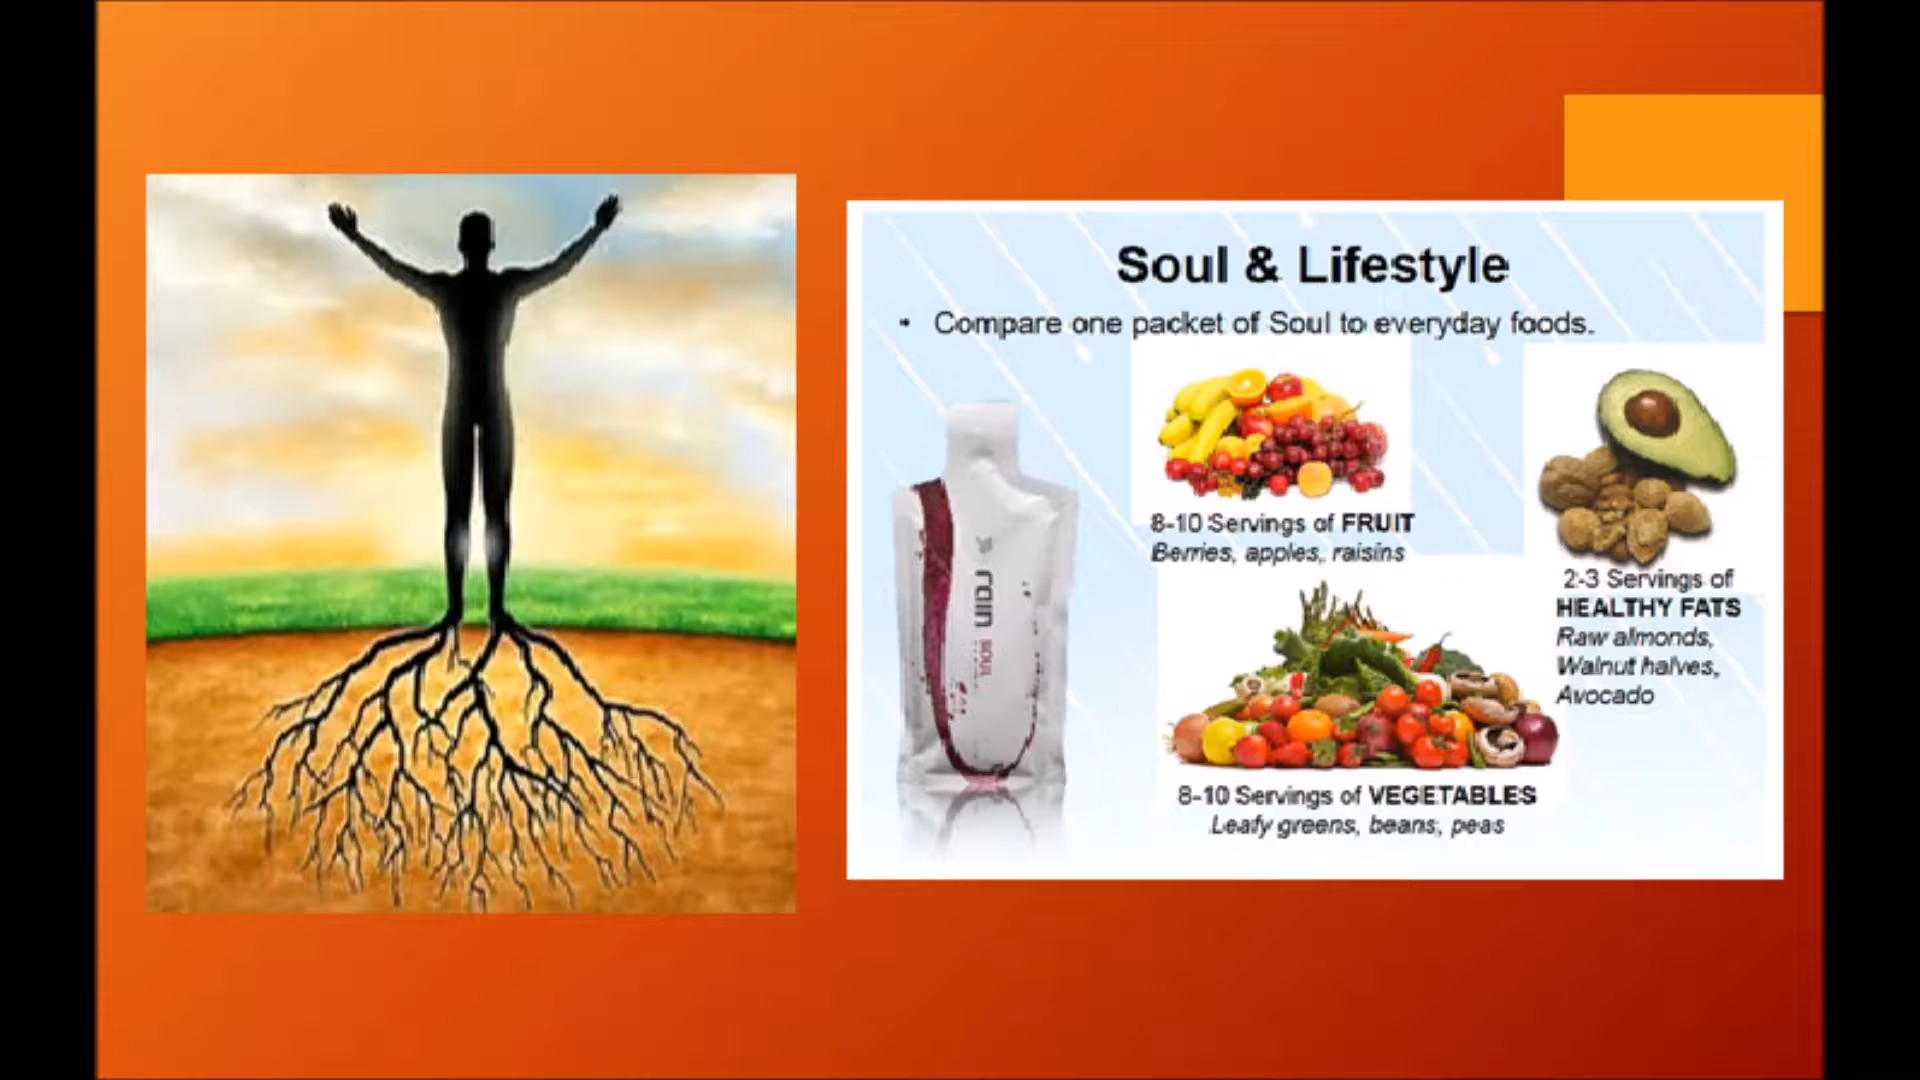 Soul & Lifestyle
• Compare one packet of Soul to everyday foods.
rain
SOUL
8-10 Servings of FRUIT
Berries, apples, raisins
2-3 Servings of
HEALTHY FATS
Raw almonds,
Walnut halves,
Avocado
8-10 Servings of VEGETABLES
Leafy greens, beans, peas